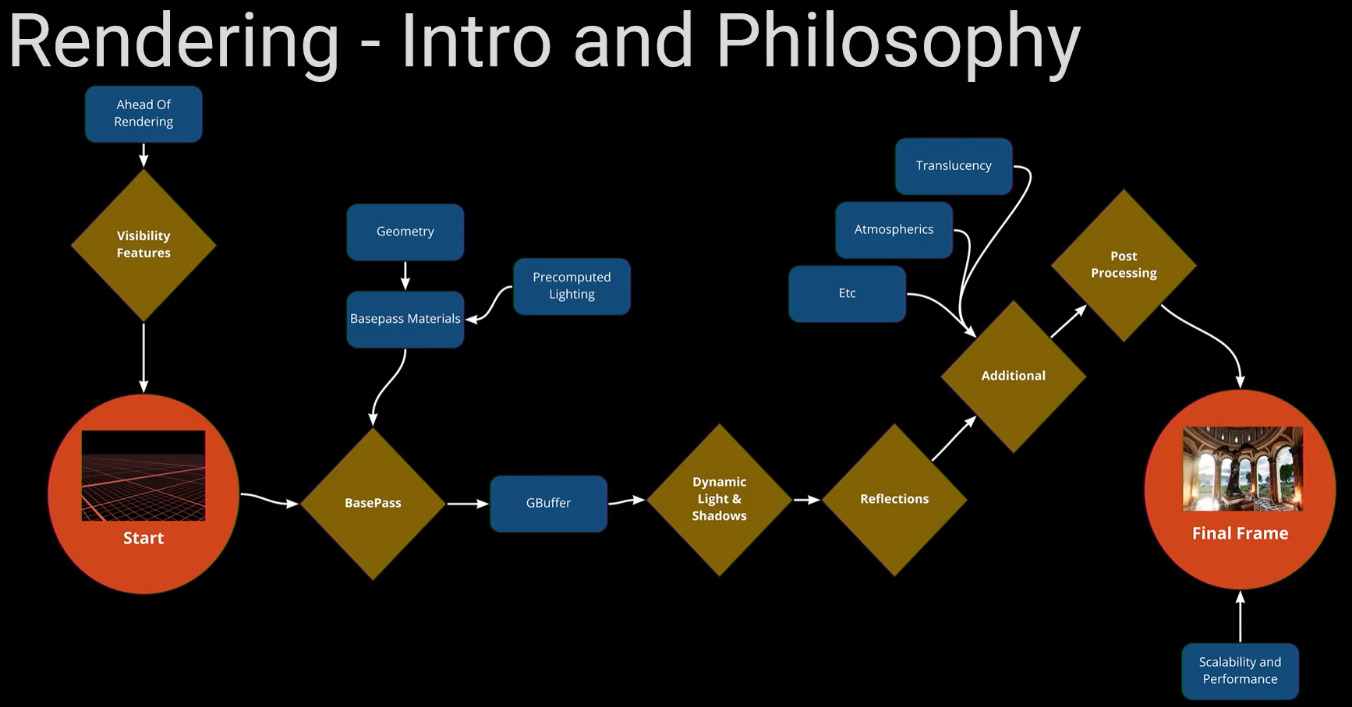 Rendering - Intro and Philosophy
Ahead Of
Rendering
Visibility
Features
Start
Geometry
Precomputed
Lighting
Basepass Materials
BasePass
GBuffer
Dynamic
Light &
Shadows
Reflections
Translucency
Atmospherics
Etc
Additional
Post
Processing
Final Frame
Scalability and
Performance